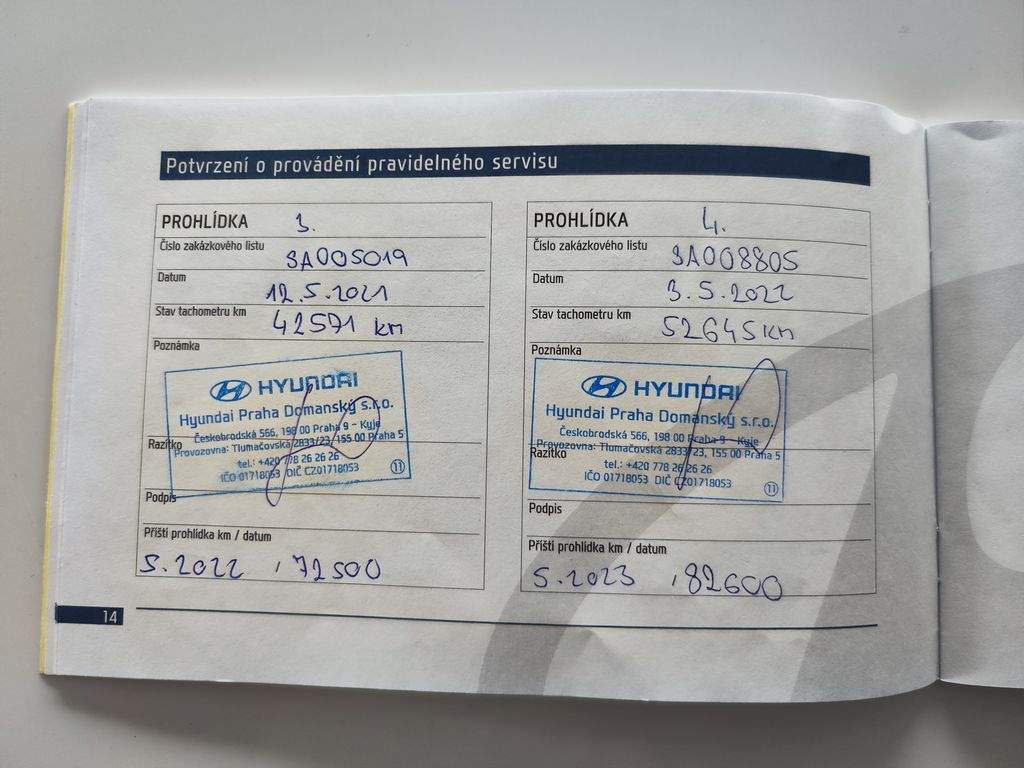 Potvrzení o provádění pravidelného servisu
PROHLÍDKA 3.
Číslo zakázkového listu 9A005019
Datum 12.5.2021
Stav tachometru km 42571 km
Poznámka
HYUNDAI
Hyundai Praha Domanský s.r.o.
Českobrodská 566, 198 00 Praha 9 - Kyje
Provozovna: Tlumačovská 2833/23, 155 00 Praha 5
Razítko
tel.: +420 778 26 26 26
IČO 01718053 DIČ CZ01718053
11
Podpis
Příští prohlídka km / datum
5.2022 , 72500
PROHLÍDKA 4.
Číslo zakázkového listu 9A008805
Datum 3.5.2022
Stav tachometru km 52645 km
Poznámka
HYUNDAI
Hyundai Praha Domanský s.r.o.
Českobrodská 566, 198 00 Praha 9 - Kyje
Provozovna: Tlumačovská 2833/23, 155 00 Praha 5
Razítko
tel.: +420 778 26 26 26
IČO 01718053 DIČ CZ01718053
11
Podpis
Příští prohlídka km / datum
5.2023 , 82600
14